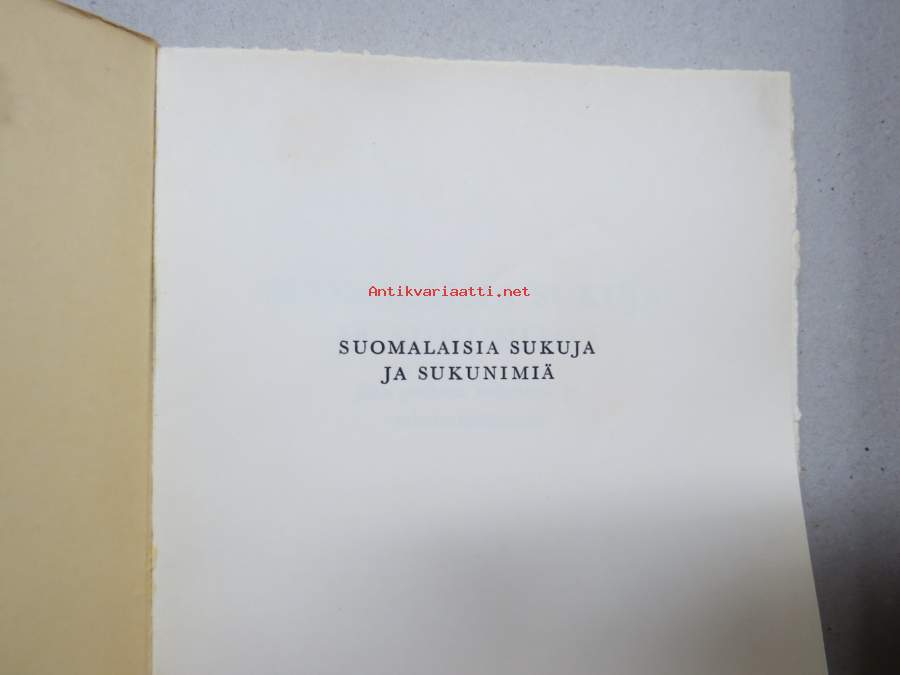 Antikvariaatti.net
SUOMALAISIA SUKUJA
JA SUKUNIMIÄ